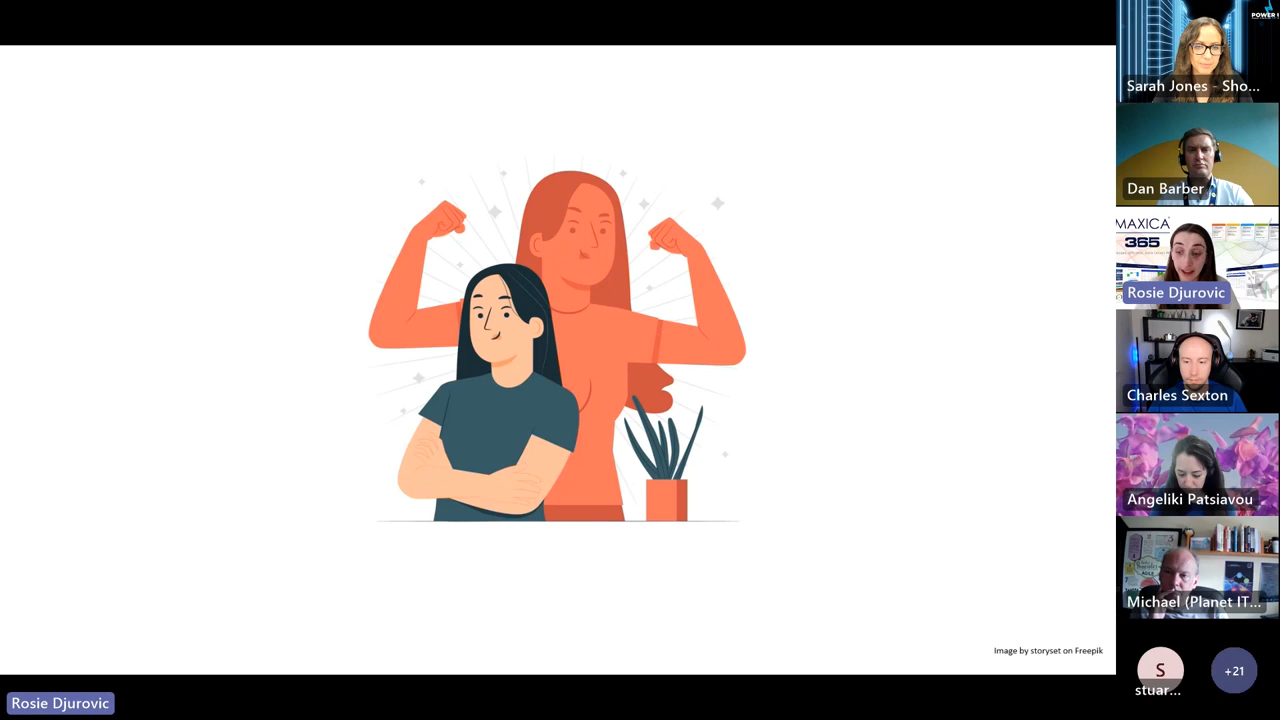 POWER
Sarah Jones - Sho...
Dan Barber
MAXICA
365
Rosie Djurovic
Charles Sexton
Angeliki Patsiavou
Michael (Planet IT...
S
stuar...
+21
Image by storyset on Freepik
Rosie Djurovic